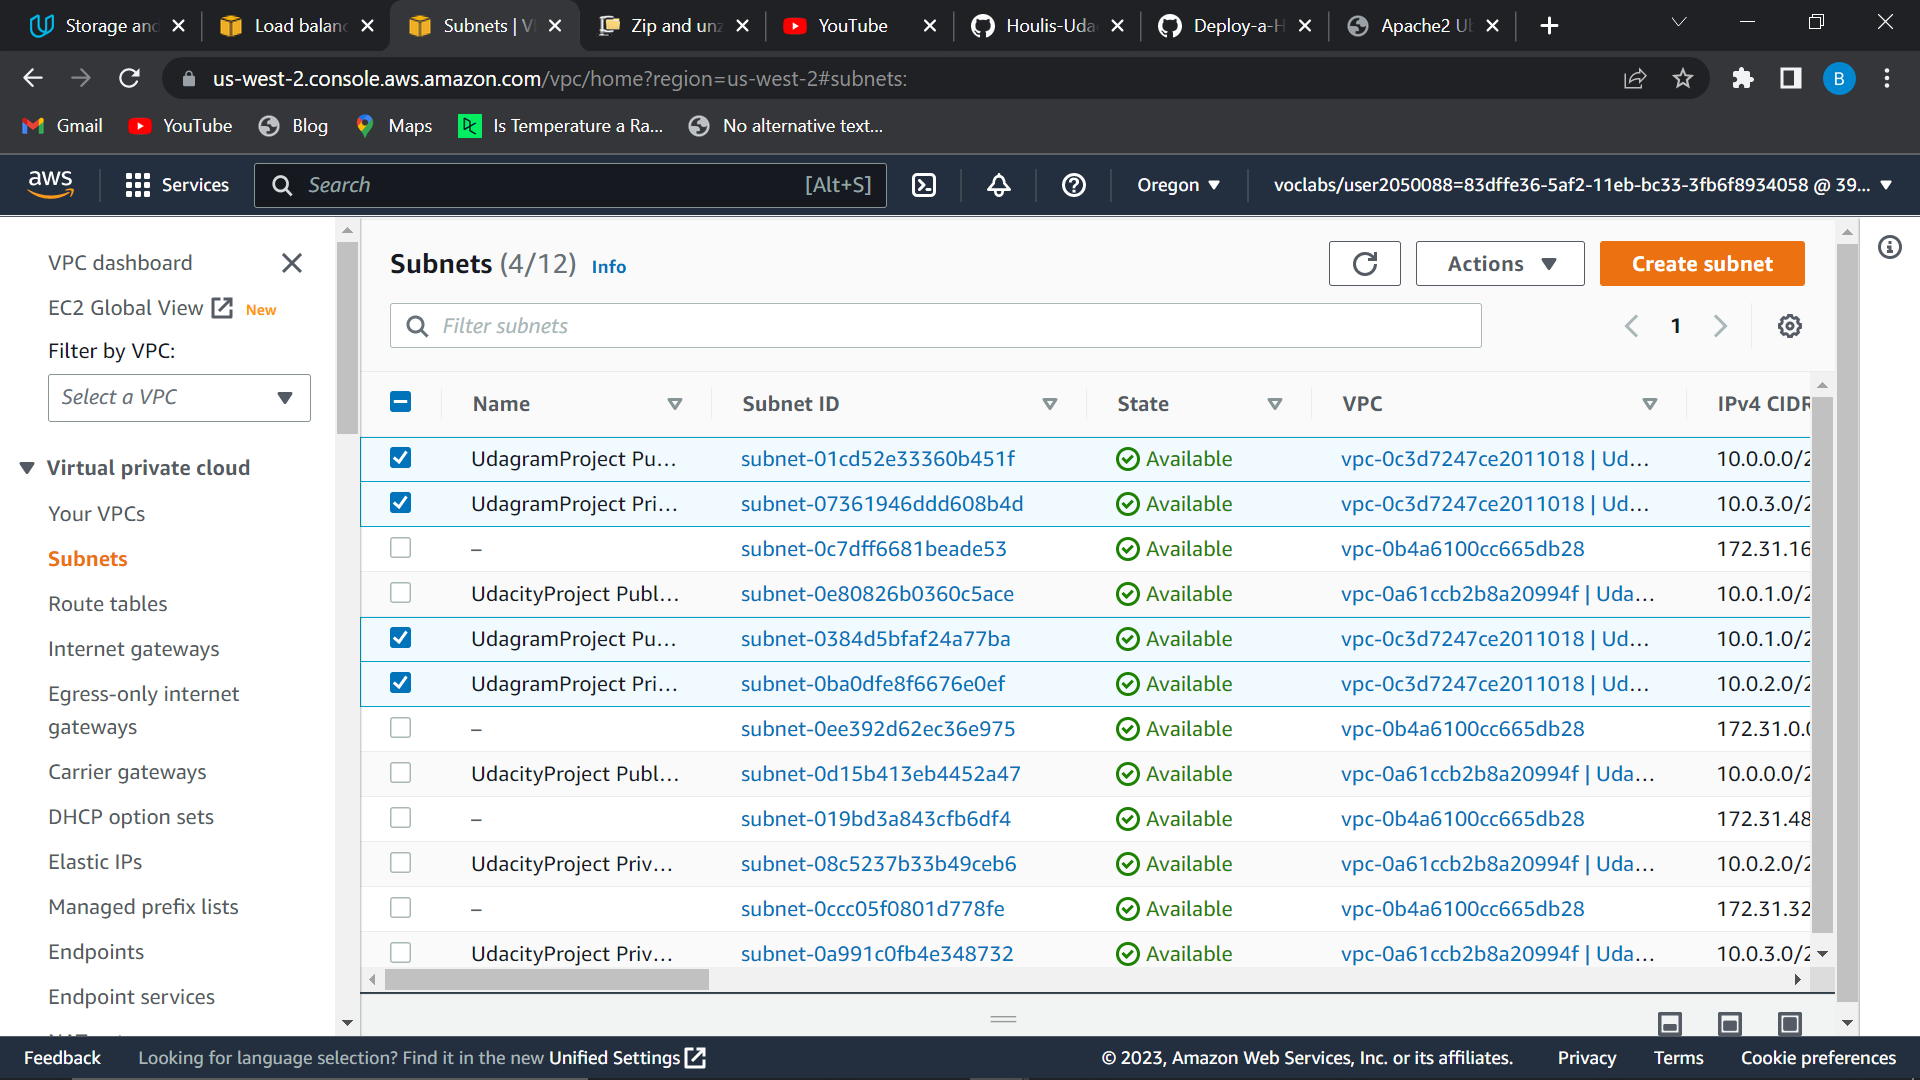 Storage and
Load balanc
Subnets | V
Zip and unz
YouTube
Houlis-Uda
Deploy-a-H
Apache2 Ub
us-west-2.console.aws.amazon.com/vpc/home?region=us-west-2#subnets:
B
Gmail
YouTube
Blog
Maps
Is Temperature a Ra...
No alternative text...
aws
Services
Search
[Alt+S]
Oregon
voclabs/user2050088=83dffe36-5af2-11eb-bc33-3fb6f8934058 @ 39...
VPC dashboard
EC2 Global View New
Filter by VPC:
Select a VPC
Virtual private cloud
Your VPCs
Subnets
Route tables
Internet gateways
Egress-only internet
gateways
Carrier gateways
DHCP option sets
Elastic IPs
Managed prefix lists
Endpoints
Endpoint services
Subnets (4/12) Info
Actions
Create subnet
Filter subnets
1
Name Subnet ID State VPC IPv4 CIDR
UdagramProject Pu... subnet-01cd52e33360b451f Available vpc-0c3d7247ce2011018 | Ud... 10.0.0.0/2
UdagramProject Pri... subnet-07361946ddd608b4d Available vpc-0c3d7247ce2011018 | Ud... 10.0.3.0/2
– subnet-0c7dff6681beade53 Available vpc-0b4a6100cc665db28 172.31.16
UdacityProject Publ... subnet-0e80826b0360c5ace Available vpc-0a61ccb2b8a20994f | Uda... 10.0.1.0/2
UdagramProject Pu... subnet-0384d5bfaf24a77ba Available vpc-0c3d7247ce2011018 | Ud... 10.0.1.0/2
UdagramProject Pri... subnet-0ba0dfe8f6676e0ef Available vpc-0c3d7247ce2011018 | Ud... 10.0.2.0/2
– subnet-0ee392d62ec36e975 Available vpc-0b4a6100cc665db28 172.31.0.0
UdacityProject Publ... subnet-0d15b413eb4452a47 Available vpc-0a61ccb2b8a20994f | Uda... 10.0.0.0/2
– subnet-019bd3a843cfb6df4 Available vpc-0b4a6100cc665db28 172.31.48
UdacityProject Priv... subnet-08c5237b33b49ceb6 Available vpc-0a61ccb2b8a20994f | Uda... 10.0.2.0/2
– subnet-0ccc05f0801d778fe Available vpc-0b4a6100cc665db28 172.31.32
UdacityProject Priv... subnet-0a991c0fb4e348732 Available vpc-0a61ccb2b8a20994f | Uda... 10.0.3.0/2
Feedback
Looking for language selection? Find it in the new Unified Settings
© 2023, Amazon Web Services, Inc. or its affiliates.
Privacy
Terms
Cookie preferences